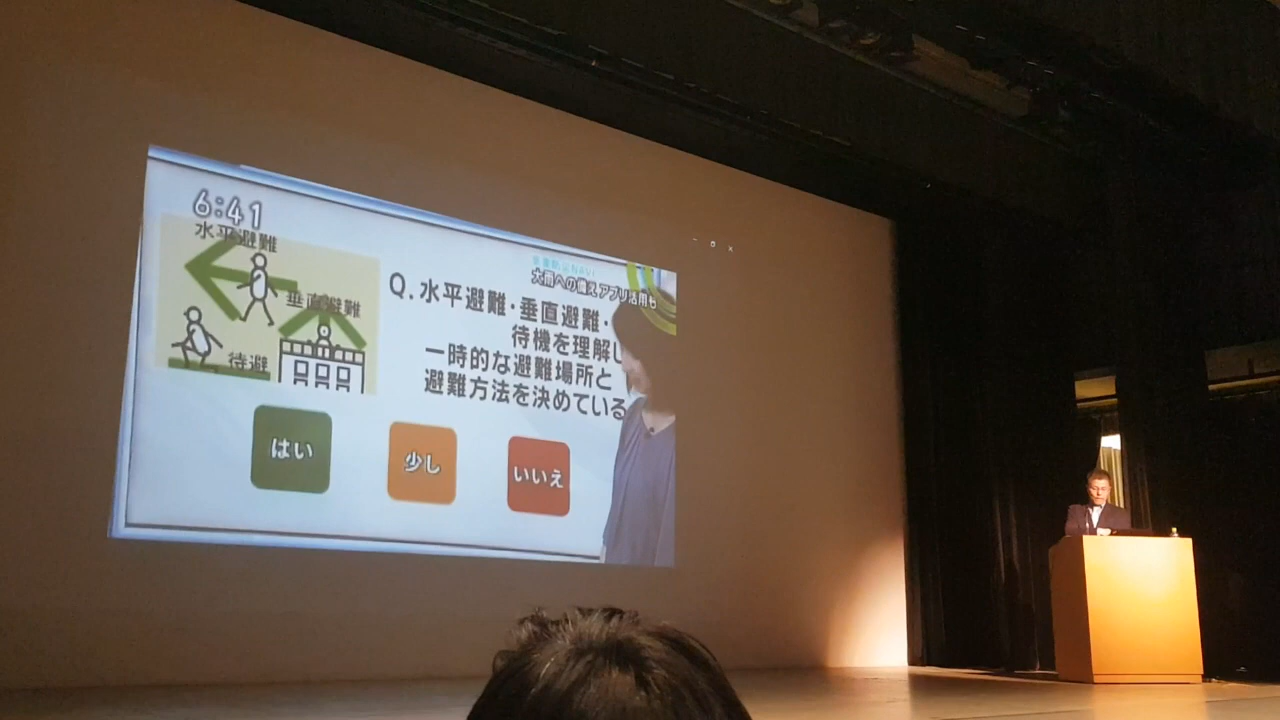 6:41
水平避難
垂直避難
待避
大雨への備え アプリ活用も
Q.水平避難・垂直避難・
待機を理解し
一時的な避難場所と
避難方法を決めている
はい
少し
いいえ